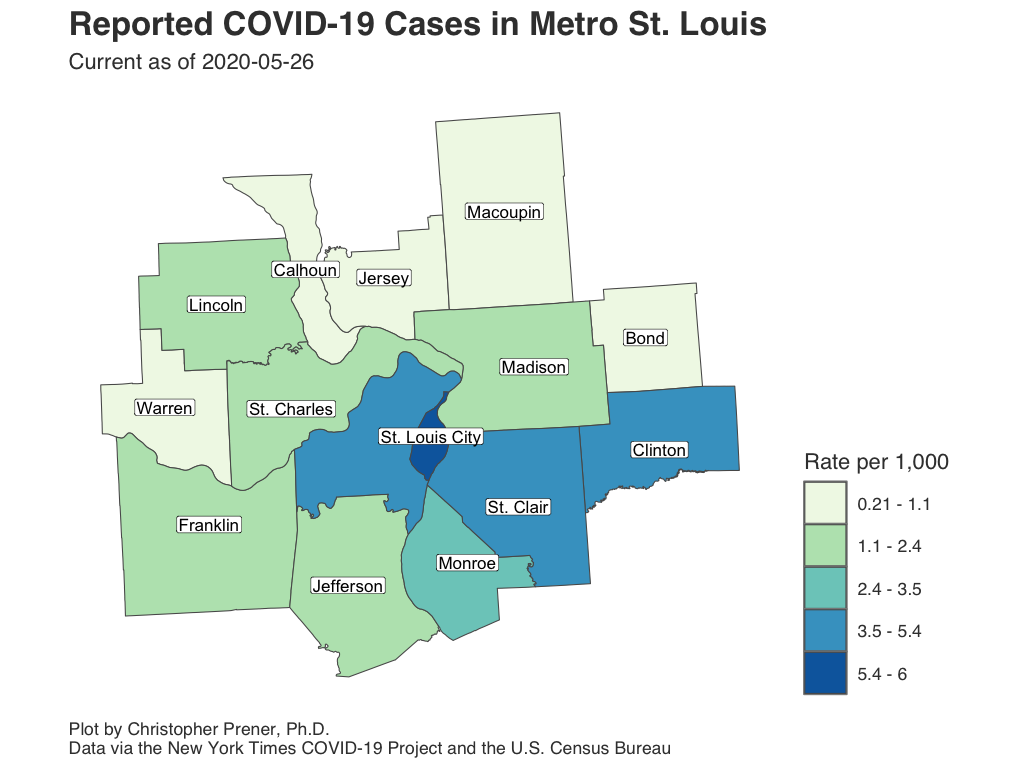 Reported COVID-19 Cases in Metro St. Louis
Current as of 2020-05-26
Macoupin
Calhoun
Jersey
Lincoln
Bond
Madison
Warren
St. Charles
St. Louis City
Clinton
St. Clair
Franklin
Monroe
Jefferson
Rate per 1,000
0.21 - 1.1
1.1 - 2.4
2.4 - 3.5
3.5 - 5.4
5.4 - 6
Plot by Christopher Prener, Ph.D.
Data via the New York Times COVID-19 Project and the U.S. Census Bureau